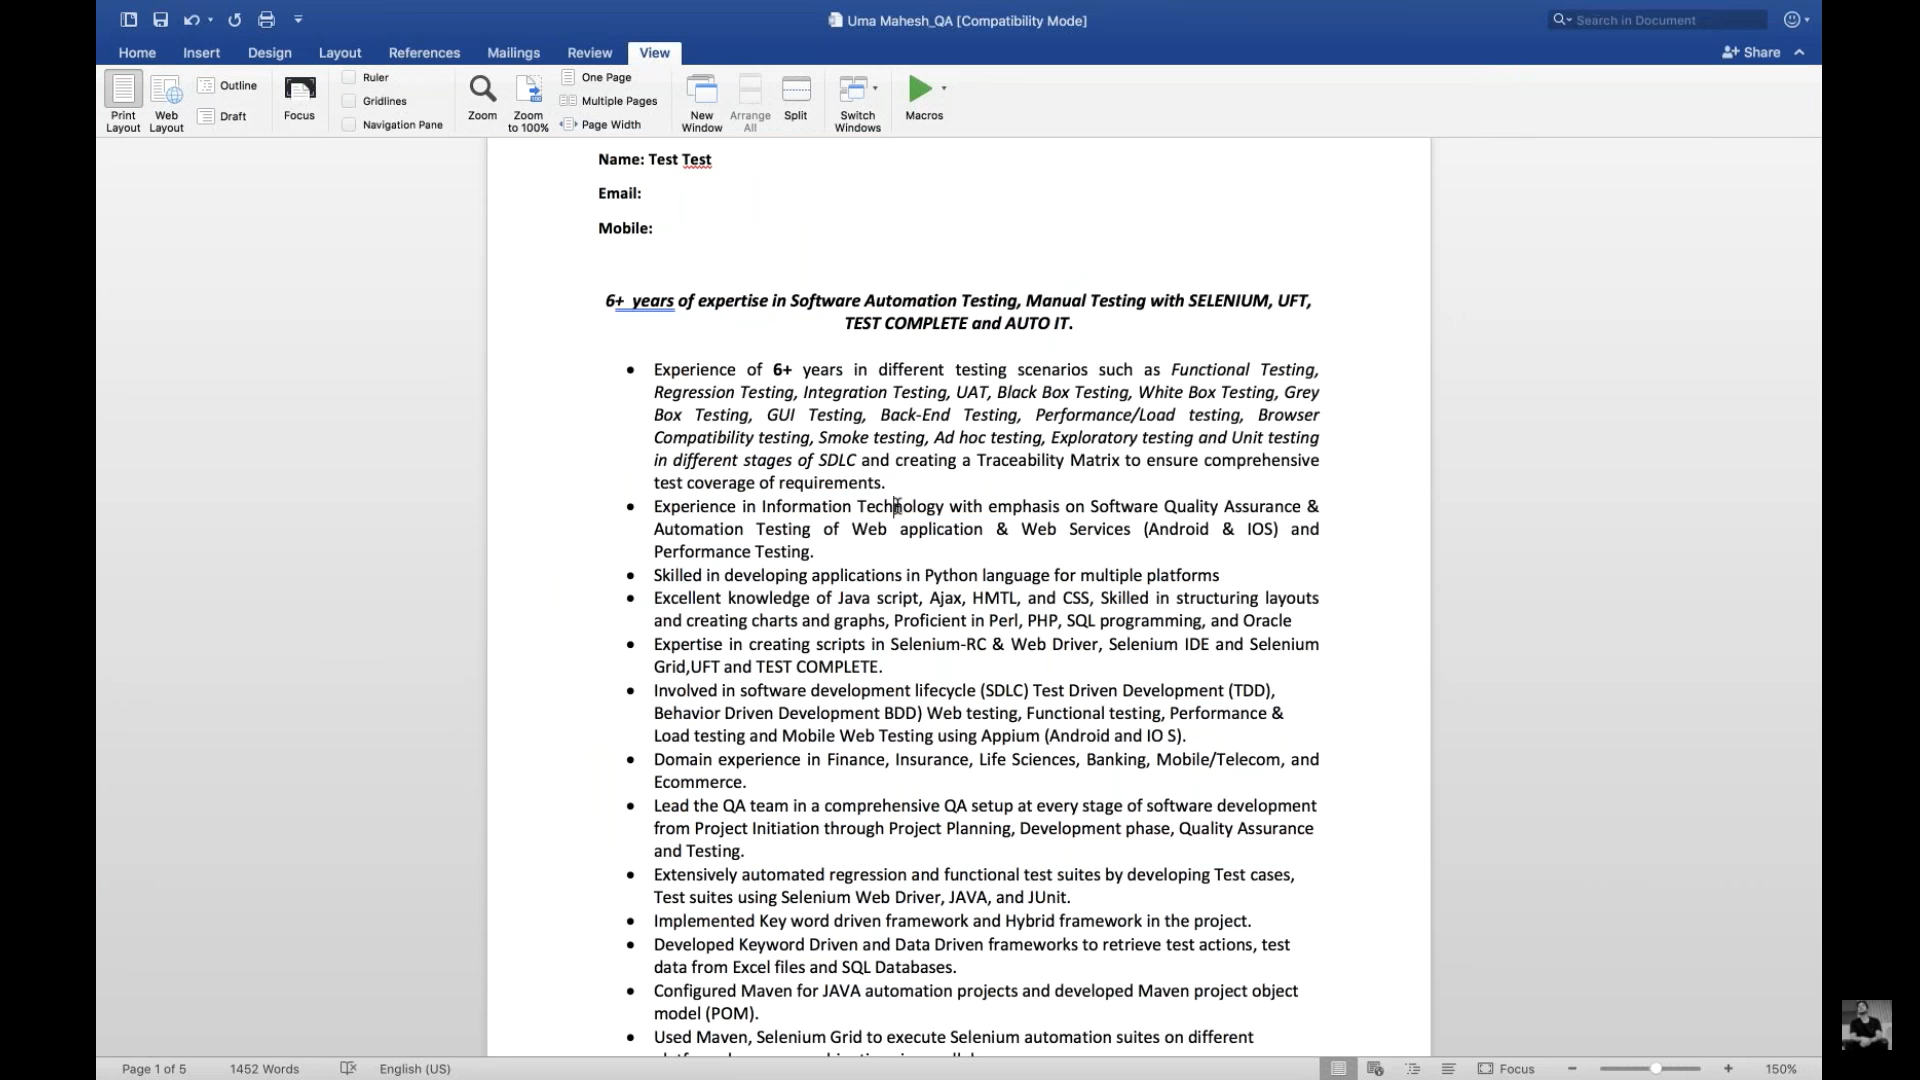 Uma Mahesh_QA [Compatibility Mode]
Search in Document
Home Insert Design Layout References Mailings Review View
Share
Print Layout
Web Layout
Outline
Draft
Focus
Ruler
Gridlines
Navigation Pane
Zoom
Zoom to 100%
One Page
Multiple Pages
Page Width
New Window
Arrange All
Split
Switch Windows
Macros
Name: Test Test
Email:
Mobile:
6+ years of expertise in Software Automation Testing, Manual Testing with SELENIUM, UFT,
TEST COMPLETE and AUTO IT.
• Experience of 6+ years in different testing scenarios such as Functional Testing,
Regression Testing, Integration Testing, UAT, Black Box Testing, White Box Testing, Grey
Box Testing, GUI Testing, Back-End Testing, Performance/Load testing, Browser
Compatibility testing, Smoke testing, Ad hoc testing, Exploratory testing and Unit testing
in different stages of SDLC and creating a Traceability Matrix to ensure comprehensive
test coverage of requirements.
• Experience in Information Technology with emphasis on Software Quality Assurance &
Automation Testing of Web application & Web Services (Android & IOS) and
Performance Testing.
• Skilled in developing applications in Python language for multiple platforms
• Excellent knowledge of Java script, Ajax, HMTL, and CSS, Skilled in structuring layouts
and creating charts and graphs, Proficient in Perl, PHP, SQL programming, and Oracle
• Expertise in creating scripts in Selenium-RC & Web Driver, Selenium IDE and Selenium
Grid,UFT and TEST COMPLETE.
• Involved in software development lifecycle (SDLC) Test Driven Development (TDD),
Behavior Driven Development BDD) Web testing, Functional testing, Performance &
Load testing and Mobile Web Testing using Appium (Android and IO S).
• Domain experience in Finance, Insurance, Life Sciences, Banking, Mobile/Telecom, and
Ecommerce.
• Lead the QA team in a comprehensive QA setup at every stage of software development
from Project Initiation through Project Planning, Development phase, Quality Assurance
and Testing.
• Extensively automated regression and functional test suites by developing Test cases,
Test suites using Selenium Web Driver, JAVA, and JUnit.
• Implemented Key word driven framework and Hybrid framework in the project.
• Developed Keyword Driven and Data Driven frameworks to retrieve test actions, test
data from Excel files and SQL Databases.
• Configured Maven for JAVA automation projects and developed Maven project object
model (POM).
• Used Maven, Selenium Grid to execute Selenium automation suites on different
Page 1 of 5 1452 Words English (US) Focus 150%